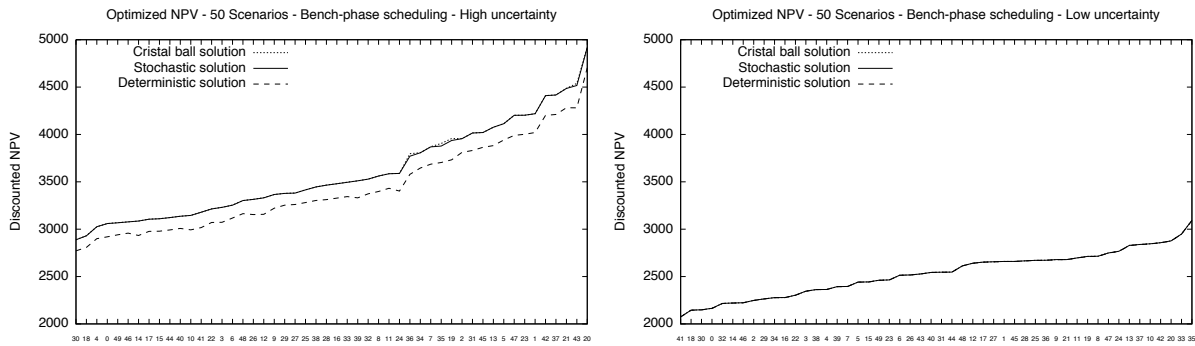 Optimized NPV - 50 Scenarios - Bench-phase scheduling - High uncertainty
5000
4500
4000
3500
3000
2500
2000
Discounted NPV
Cristal ball solution
Stochastic solution
Deterministic solution
30 18 4 0 49 46 14 17 15 44 40 10 41 22 3 6 48 26 12 9 29 27 25 38 28 16 33 39 32 8 11 24 36 34 7 35 19 2 31 45 13 5 47 23 1 42 37 21 43 20
Optimized NPV - 50 Scenarios - Bench-phase scheduling - Low uncertainty
5000
4500
4000
3500
3000
2500
2000
Discounted NPV
Cristal ball solution
Stochastic solution
Deterministic solution
41 18 30 0 32 14 46 2 29 34 16 22 3 38 4 39 7 5 15 49 23 6 26 43 40 31 44 48 12 17 27 1 45 28 25 36 9 21 11 8 47 24 13 37 10 42 20 33 35